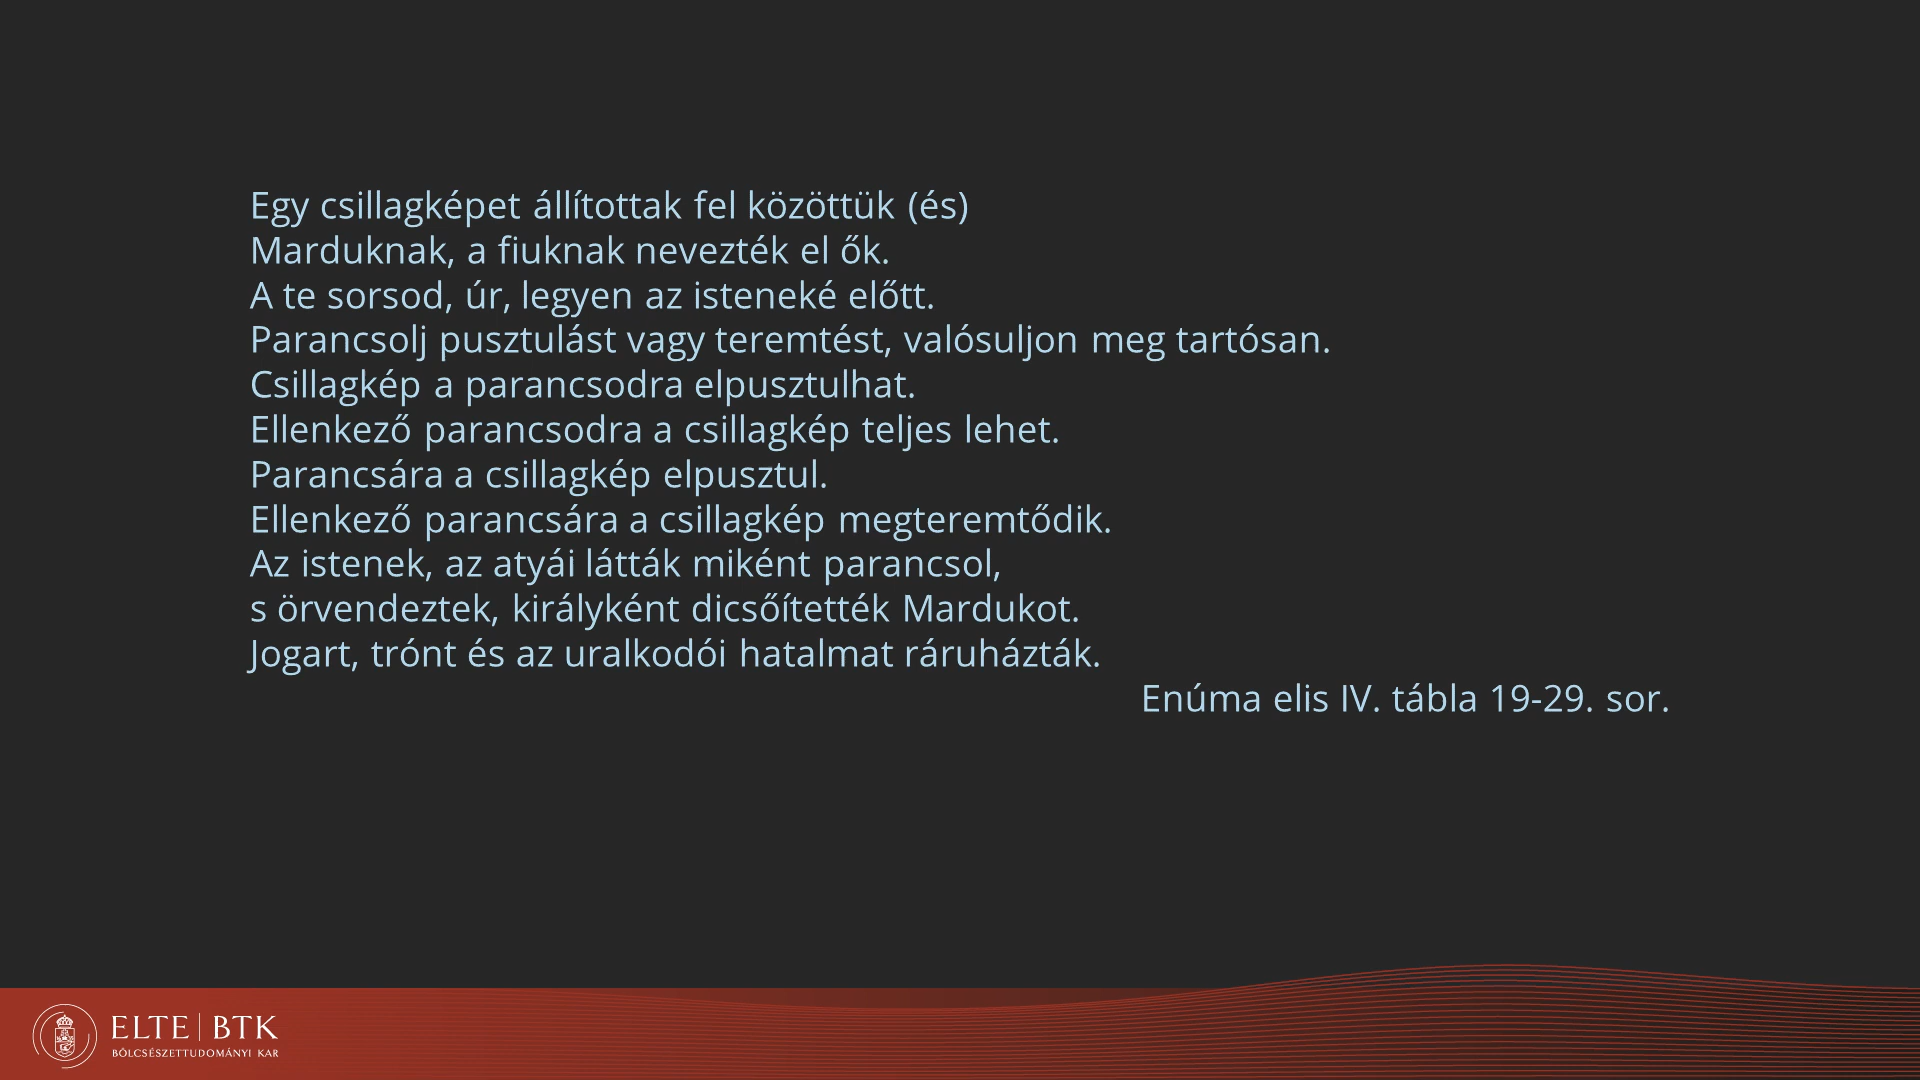 Egy csillagképet állítottak fel közöttük (és)
Marduknak, a fiuknak nevezték el ők.
A te sorsod, úr, legyen az isteneké előtt.
Parancsolj pusztulást vagy teremtést, valósuljon meg tartósan.
Csillagkép a parancsodra elpusztulhat.
Ellenkező parancsodra a csillagkép teljes lehet.
Parancsára a csillagkép elpusztul.
Ellenkező parancsára a csillagkép megteremtődik.
Az istenek, az atyái látták miként parancsol,
s örvendeztek, királyként dicsőítették Mardukot.
Jogart, trónt és az uralkodói hatalmat ráruházták.
Enúma elis IV. tábla 19-29. sor.
ELTE | BTK
BÖLCSÉSZETTUDOMÁNYI KAR